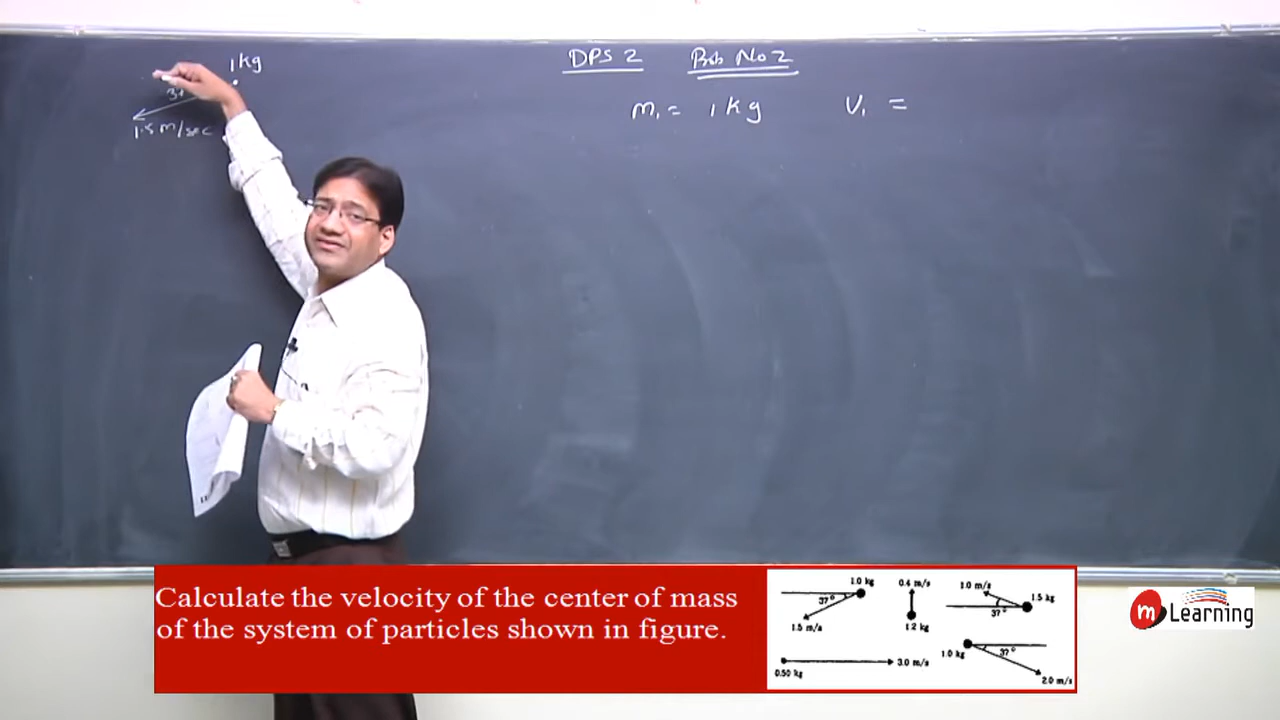 1kg
1.5 m/sec
DPS 2 Prob No 2
m₁ = 1 kg V₁ =
Calculate the velocity of the center of mass
of the system of particles shown in figure.
1.0 kg
37°
1.5 m/s
0.4 m/s
1.2 kg
1.0 m/s
1.5 kg
37°
0.50 kg
3.0 m/s
1.0 kg
37°
2.0 m/s
m Learning